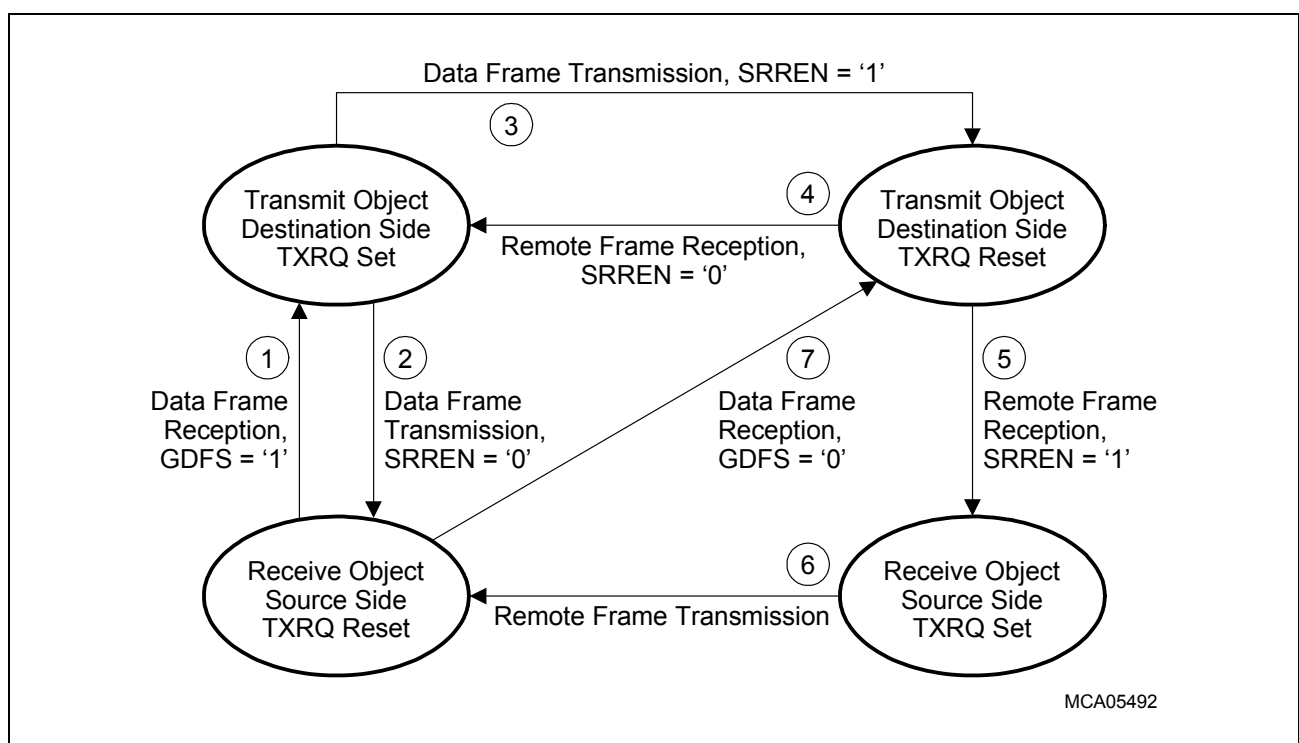 Data Frame Transmission, SRREN = ‘1’
3
Transmit Object
Destination Side
TXRQ Set
4
Remote Frame Reception,
SRREN = ‘0’
Transmit Object
Destination Side
TXRQ Reset
1
Data Frame
Reception,
GDFS = ‘1’
2
Data Frame
Transmission,
SRREN = ‘0’
7
Data Frame
Reception,
GDFS = ‘0’
5
Remote Frame
Reception,
SRREN = ‘1’
Receive Object
Source Side
TXRQ Reset
6
Remote Frame Transmission
Receive Object
Source Side
TXRQ Set
MCA05492